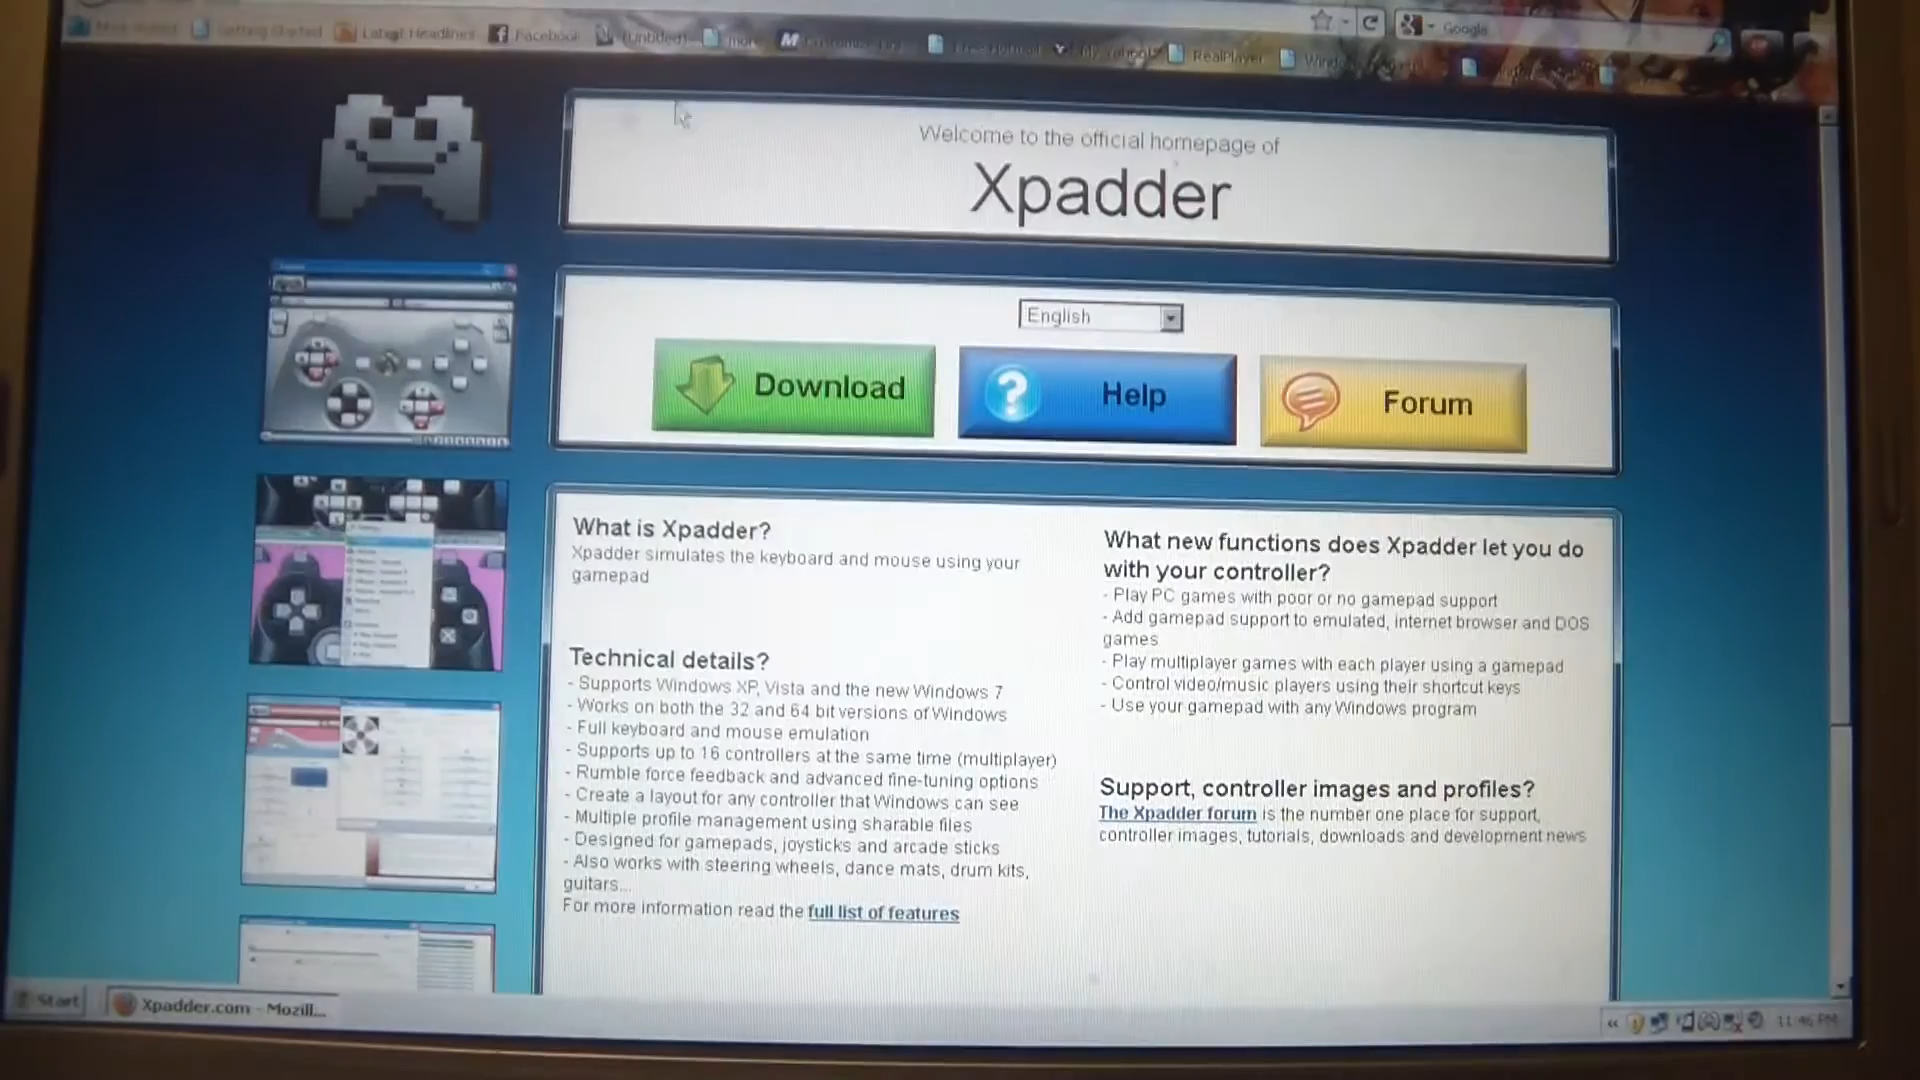 Getting Started
Latest Headlines
Facebook
(Untitled)
Google
RealPlayer
Welcome to the official homepage of
Xpadder
English
Download
Help
Forum
What is Xpadder?
Xpadder simulates the keyboard and mouse using your
gamepad
Technical details?
- Supports Windows XP, Vista and the new Windows 7
- Works on both the 32 and 64 bit versions of Windows
- Full keyboard and mouse emulation
- Supports up to 16 controllers at the same time (multiplayer)
- Rumble force feedback and advanced fine-tuning options
- Create a layout for any controller that Windows can see
- Multiple profile management using sharable files
- Designed for gamepads, joysticks and arcade sticks
- Also works with steering wheels, dance mats, drum kits,
guitars...
For more information read the full list of features
What new functions does Xpadder let you do
with your controller?
- Play PC games with poor or no gamepad support
- Add gamepad support to emulated, internet browser and DOS
games
- Play multiplayer games with each player using a gamepad
- Control video/music players using their shortcut keys
- Use your gamepad with any Windows program
Support, controller images and profiles?
The Xpadder forum is the number one place for support,
controller images, tutorials, downloads and development news
Start
Xpadder.com - Mozill...
11:46 PM